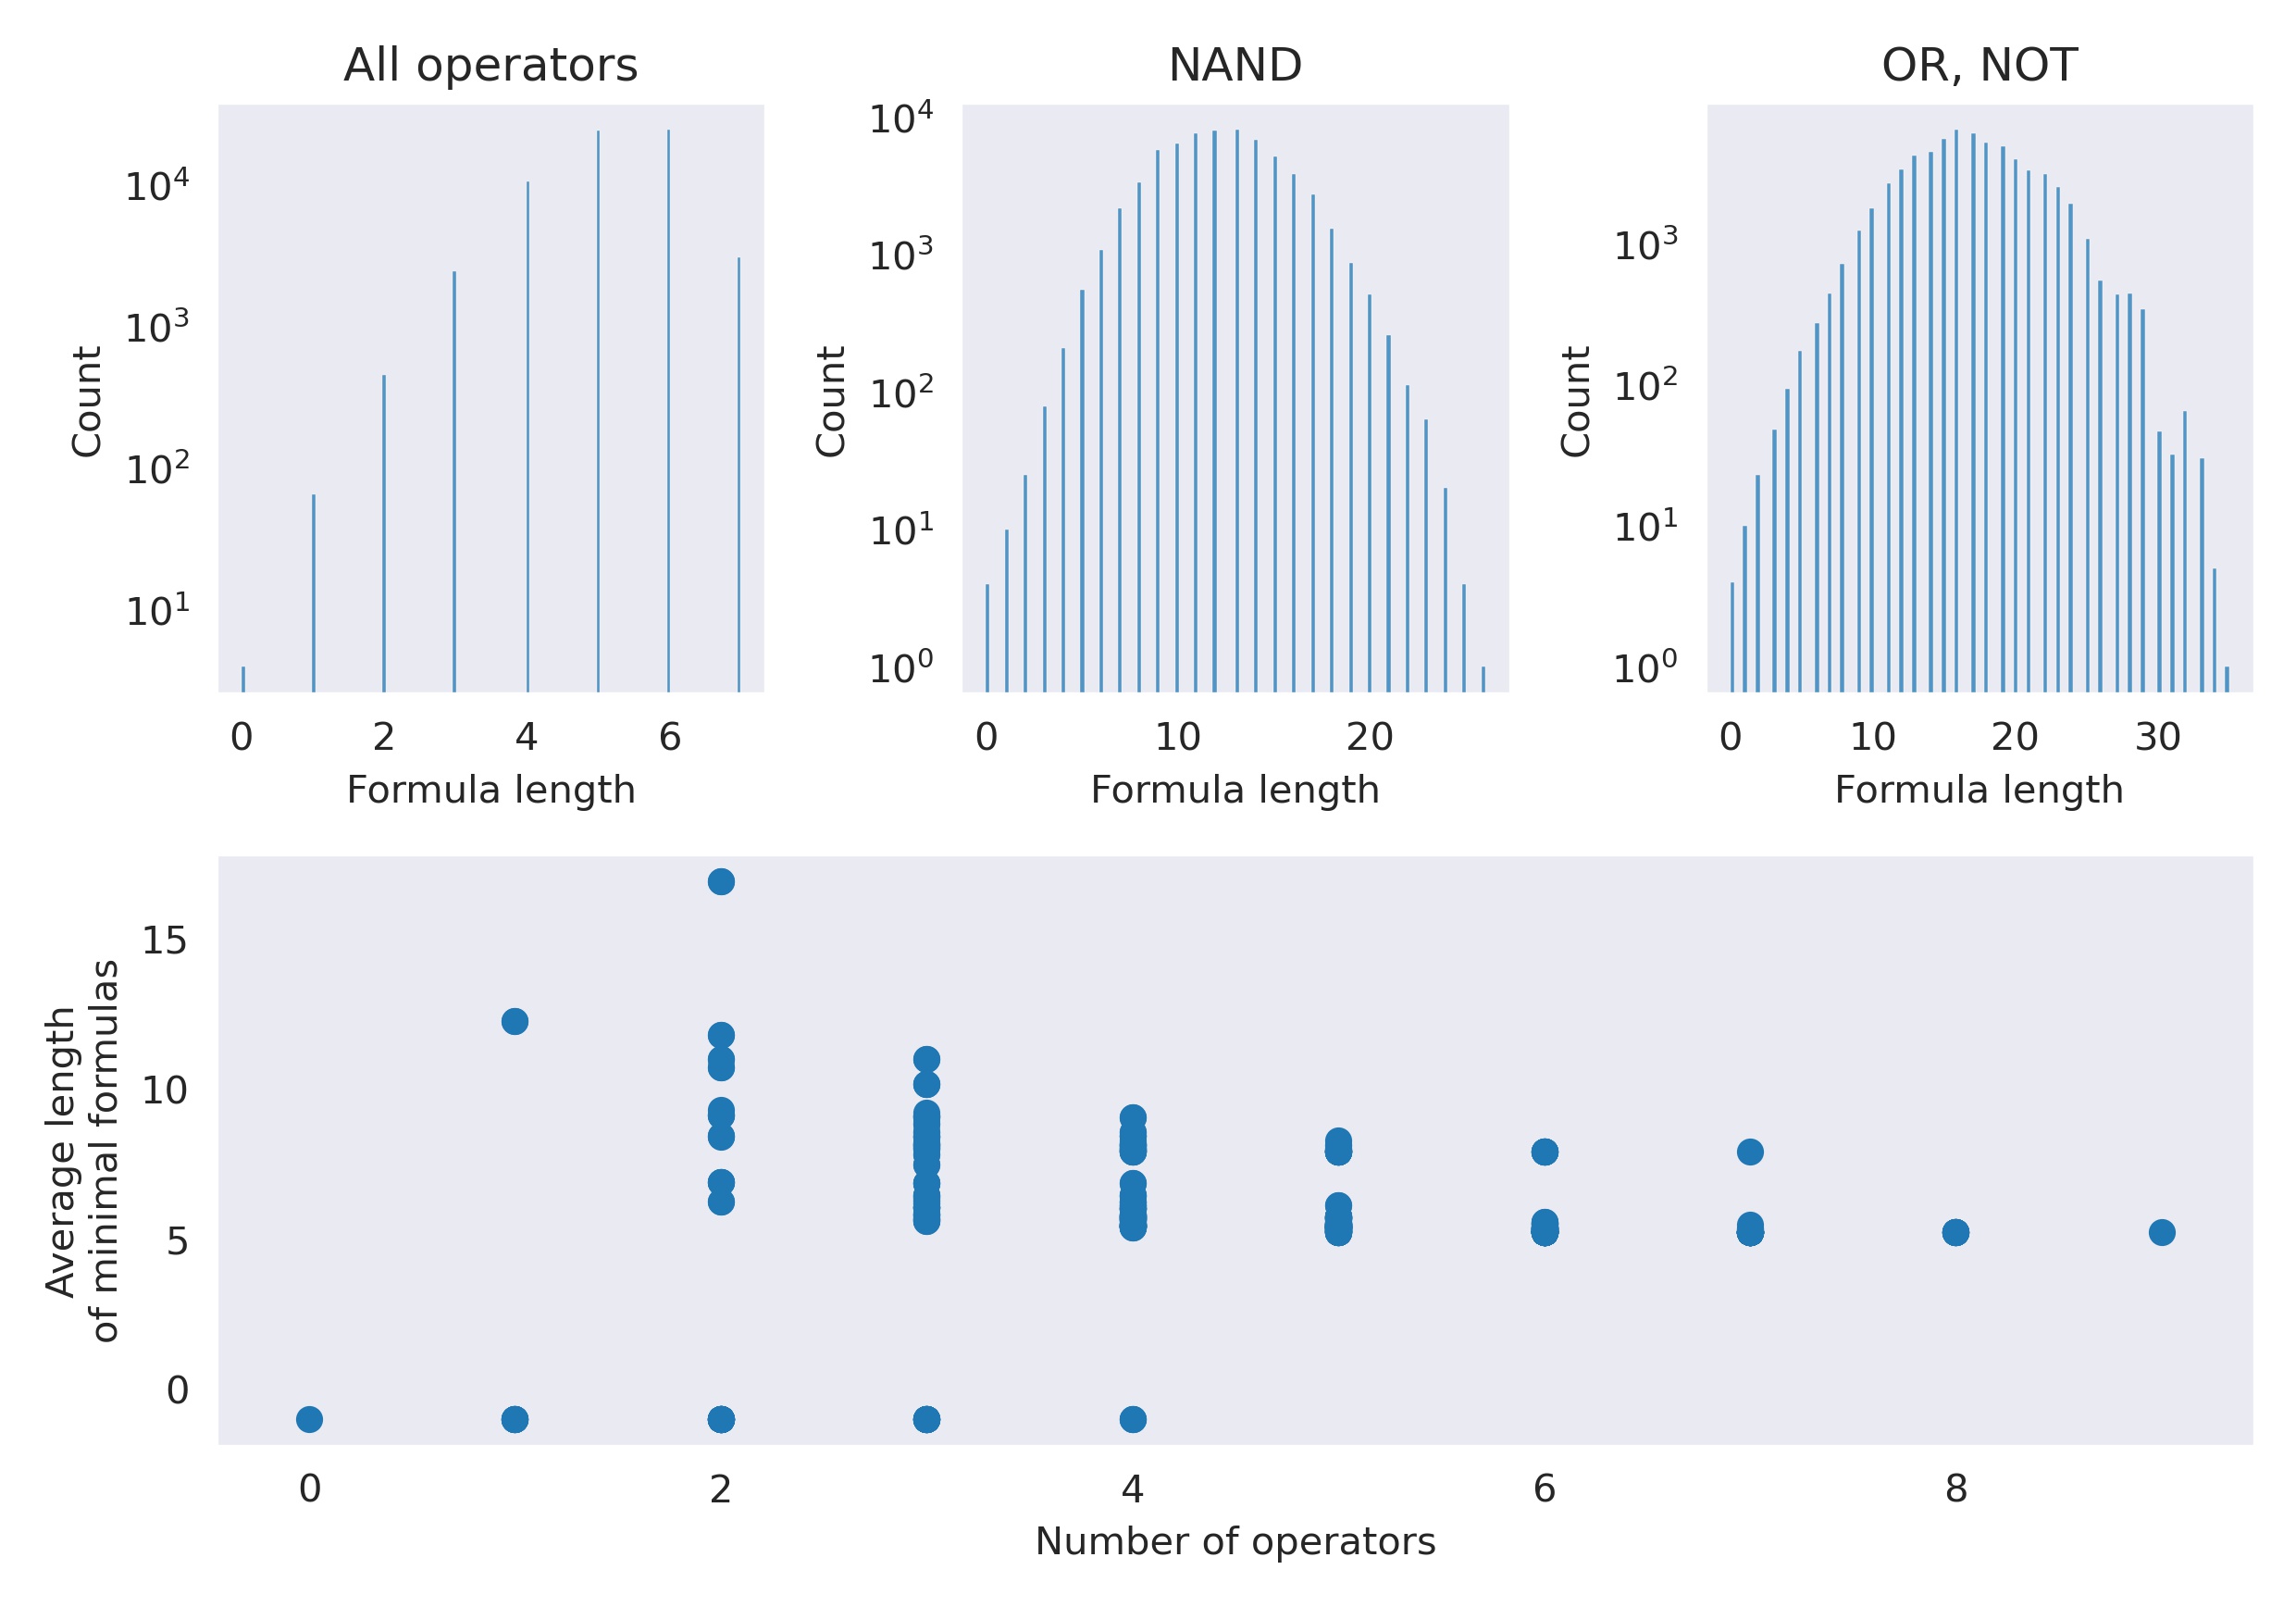 All operators
NAND
OR, NOT
Count
10^4
10^3
10^2
10^1
0 2 4 6
Formula length
Count
10^4
10^3
10^2
10^1
10^0
0 10 20
Formula length
Count
10^3
10^2
10^1
10^0
0 10 20 30
Formula length
Average length
of minimal formulas
15
10
5
0
0 2 4 6 8
Number of operators